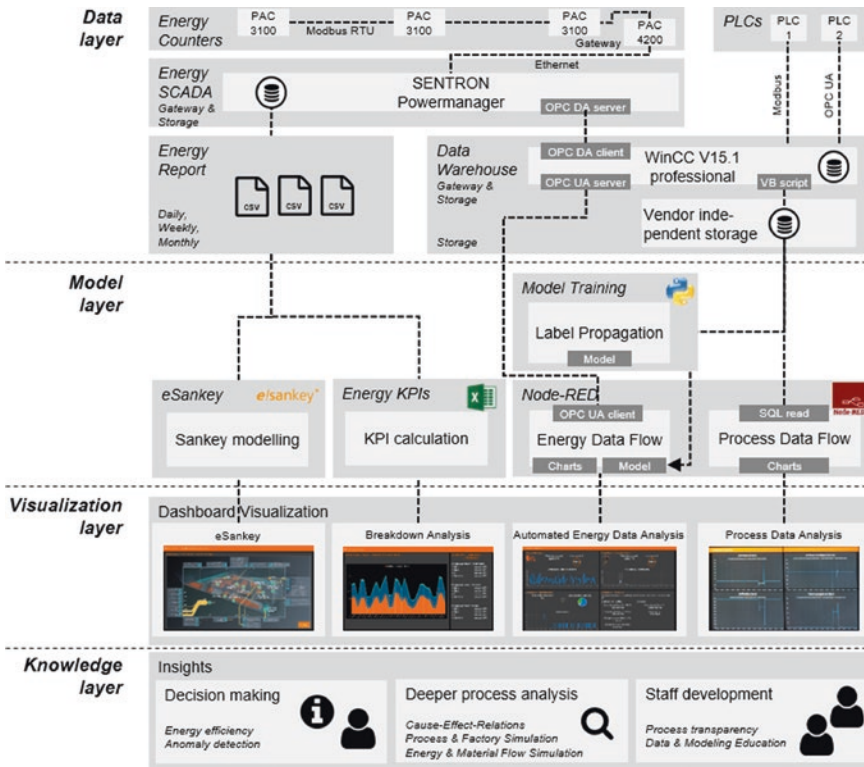 Data
layer
Energy
Counters
PAC
3100
Modbus RTU
PAC
3100
PAC
3100
Gateway
PAC
4200
PLCs
PLC
1
PLC
2
Ethernet
Modbus
OPC UA
Energy
SCADA
Gateway &
Storage
SENTRON
Powermanager
OPC DA server
Energy
Report
Daily,
Weekly,
Monthly
csv
csv
csv
Data
Warehouse
Gateway &
Storage
Storage
OPC DA client
OPC UA server
WinCC V15.1
professional
VB script
Vendor inde-
pendent storage
Model
layer
Model Training
Label Propagation
Model
eSankey
e!sankey
Sankey modelling
Energy KPIs
KPI calculation
Node-RED
OPC UA client
Energy Data Flow
Charts
Model
Node-RED
SQL read
Process Data Flow
Charts
Visualization
layer
Dashboard Visualization
eSankey
Breakdown Analysis
Automated Energy Data Analysis
Process Data Analysis
Knowledge
layer
Insights
Decision making
Energy efficiency
Anomaly detection
Deeper process analysis
Cause-Effect-Relations
Process & Factory Simulation
Energy & Material Flow Simulation
Staff development
Process transparency
Data & Modeling Education